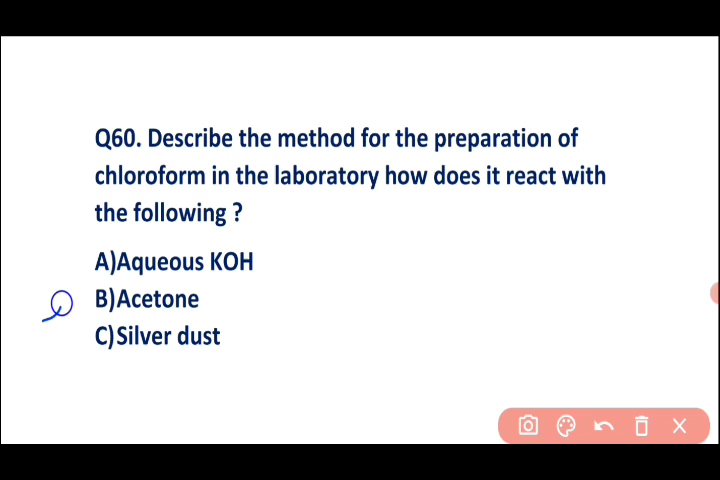 Q60. Describe the method for the preparation of
chloroform in the laboratory how does it react with
the following ?
A)Aqueous KOH
B)Acetone
C)Silver dust